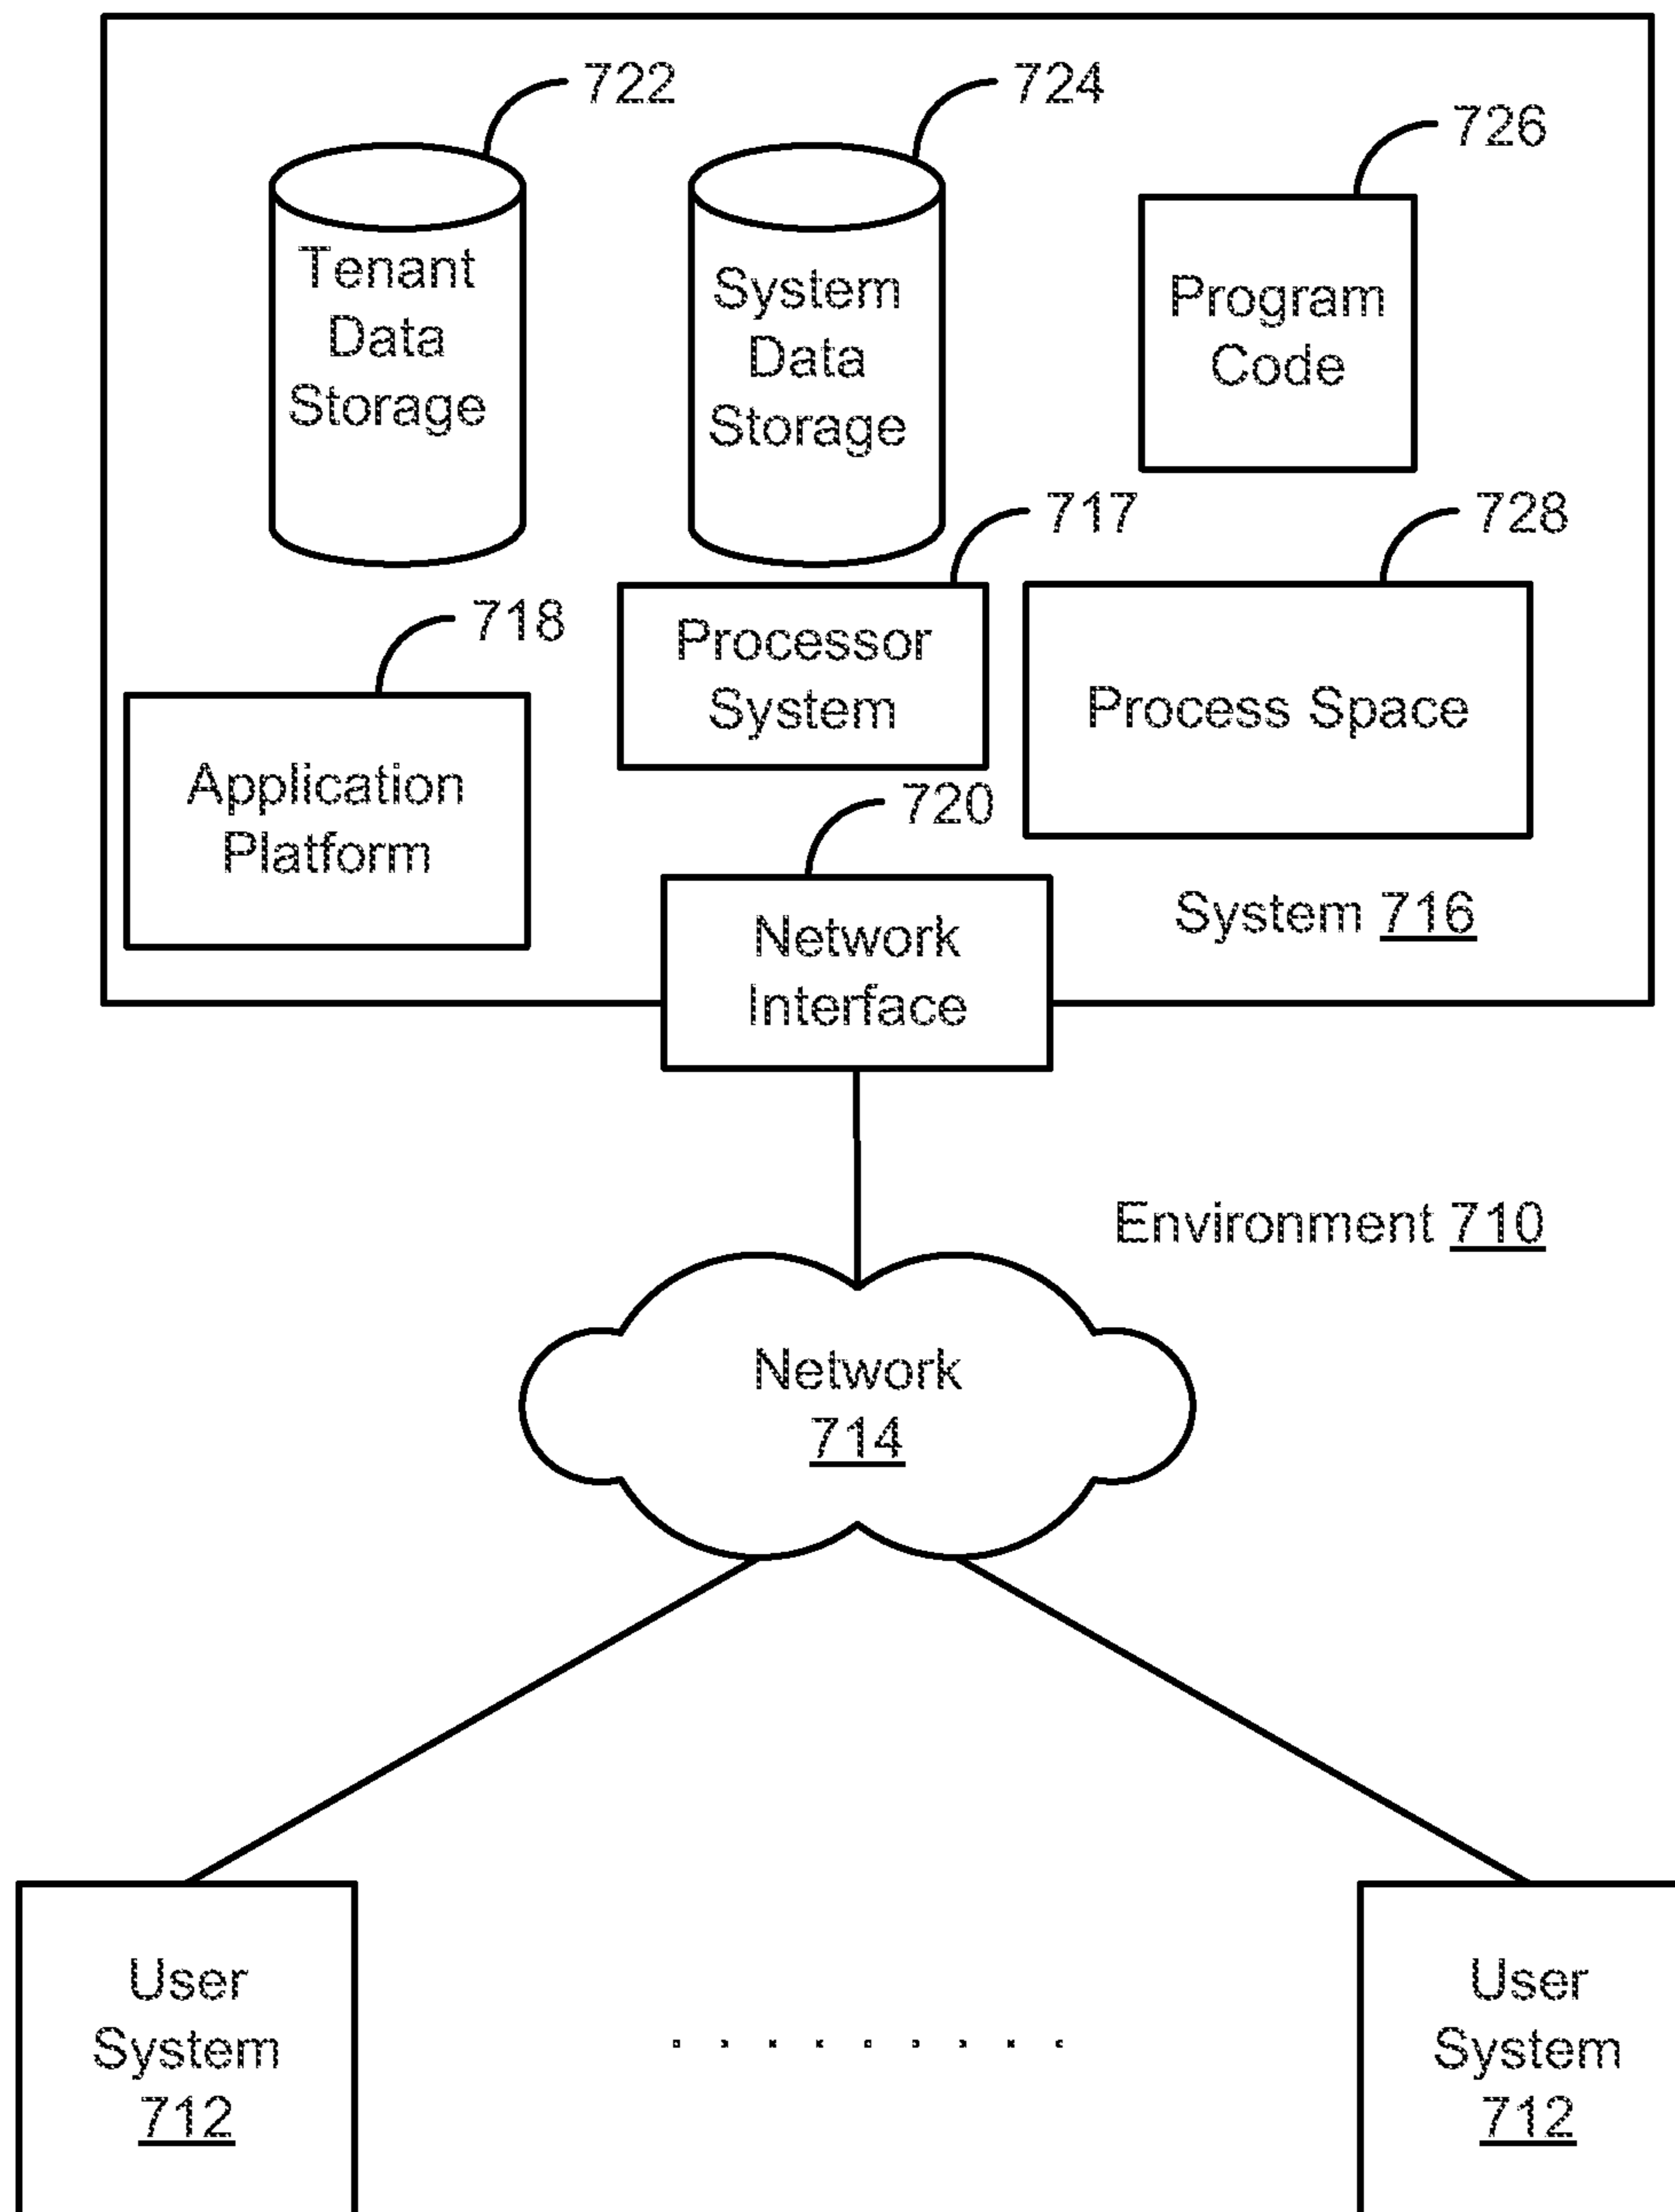 722
724
726
Tenant
Data
Storage
System
Data
Storage
Program
Code
717
728
718
Processor
System
Process Space
Application
Platform
720
Network
Interface
System 716
Environment 710
Network
714
User
System
712
User
System
712